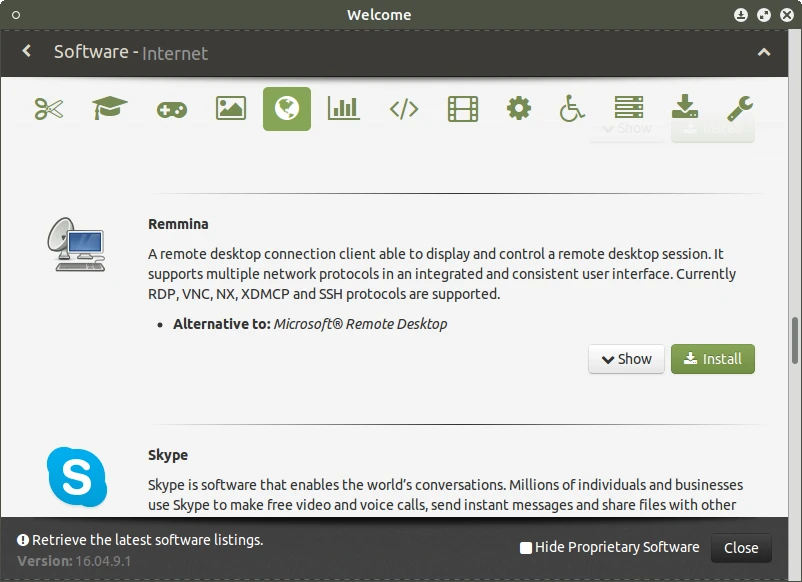 Welcome
Software - Internet
Show Install
Remmina
A remote desktop connection client able to display and control a remote desktop session. It
supports multiple network protocols in an integrated and consistent user interface. Currently
RDP, VNC, NX, XDMCP and SSH protocols are supported.
• Alternative to: Microsoft® Remote Desktop
Show Install
S
Skype
Skype is software that enables the world's conversations. Millions of individuals and businesses
use Skype to make free video and voice calls, send instant messages and share files with other
Retrieve the latest software listings.
Version: 16.04.9.1
Hide Proprietary Software
Close